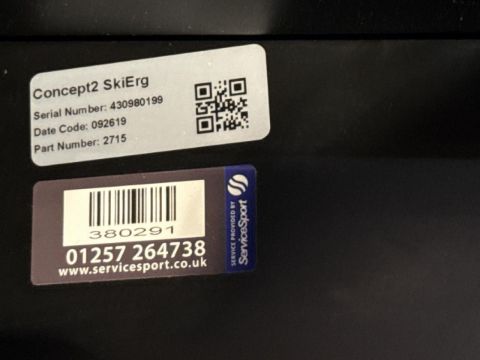 Concept2 SkiErg
Serial Number: 430980199
Date Code: 092619
Part Number: 2715
380291
01257 264738
www.servicesport.co.uk
SERVICE PROVIDED BY
ServiceSport